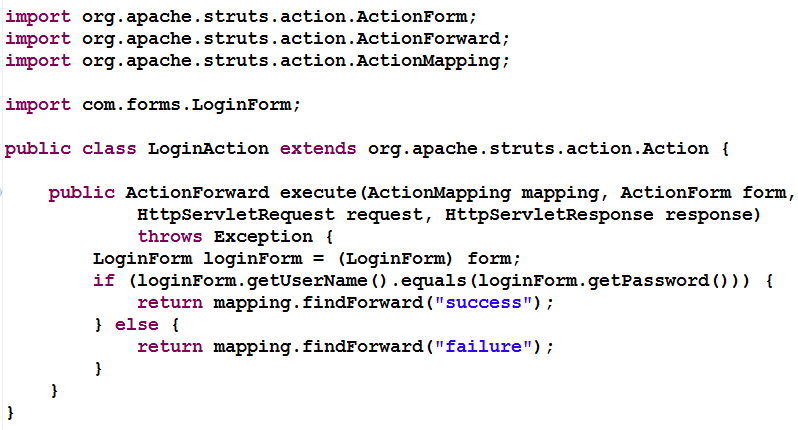 import org.apache.struts.action.ActionForm;
import org.apache.struts.action.ActionForward;
import org.apache.struts.action.ActionMapping;

import com.forms.LoginForm;

public class LoginAction extends org.apache.struts.action.Action {

    public ActionForward execute(ActionMapping mapping, ActionForm form,
            HttpServletRequest request, HttpServletResponse response)
            throws Exception {
        LoginForm loginForm = (LoginForm) form;
        if (loginForm.getUserName().equals(loginForm.getPassword())) {
            return mapping.findForward("success");
        } else {
            return mapping.findForward("failure");
        }
    }
}